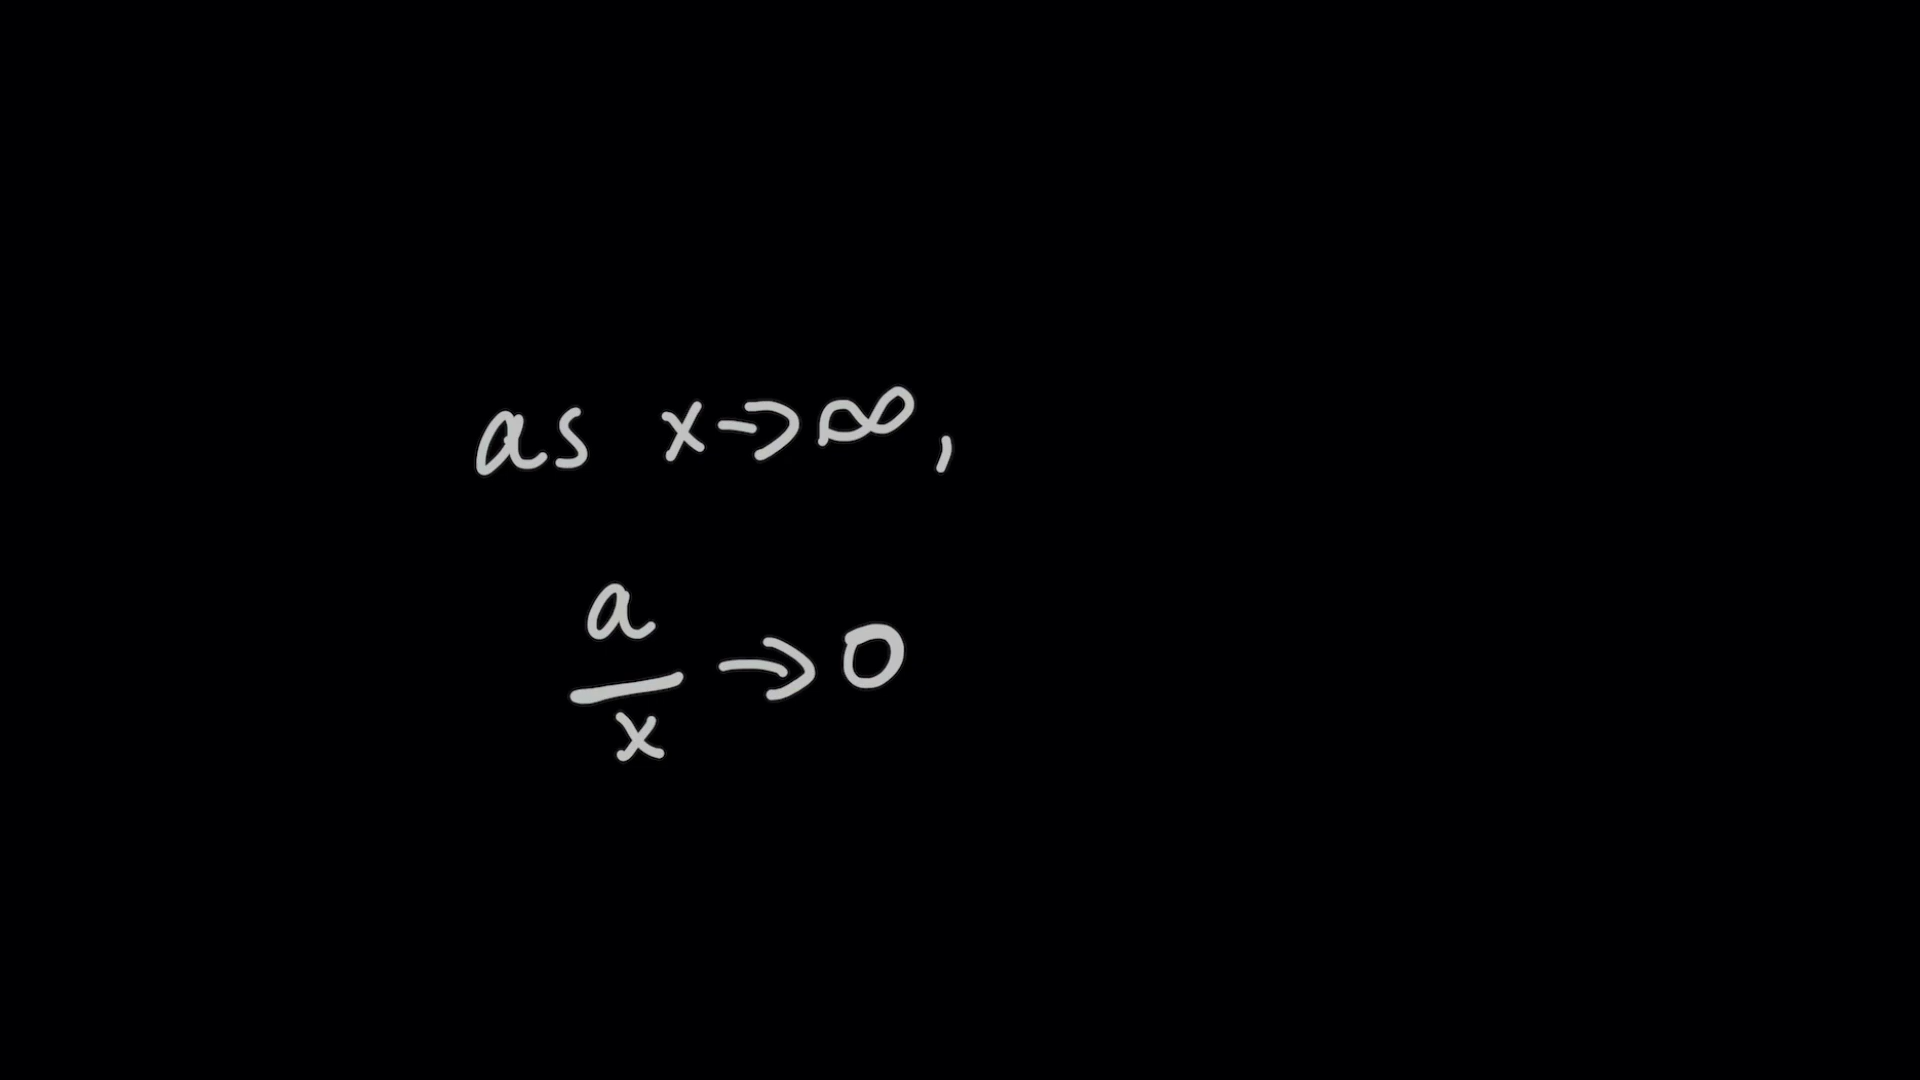 as x→∞,
a/x → 0